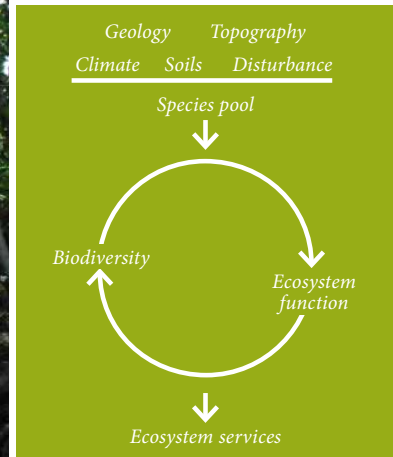 Geology Topography
Climate Soils Disturbance
Species pool
Biodiversity
Ecosystem
function
Ecosystem services